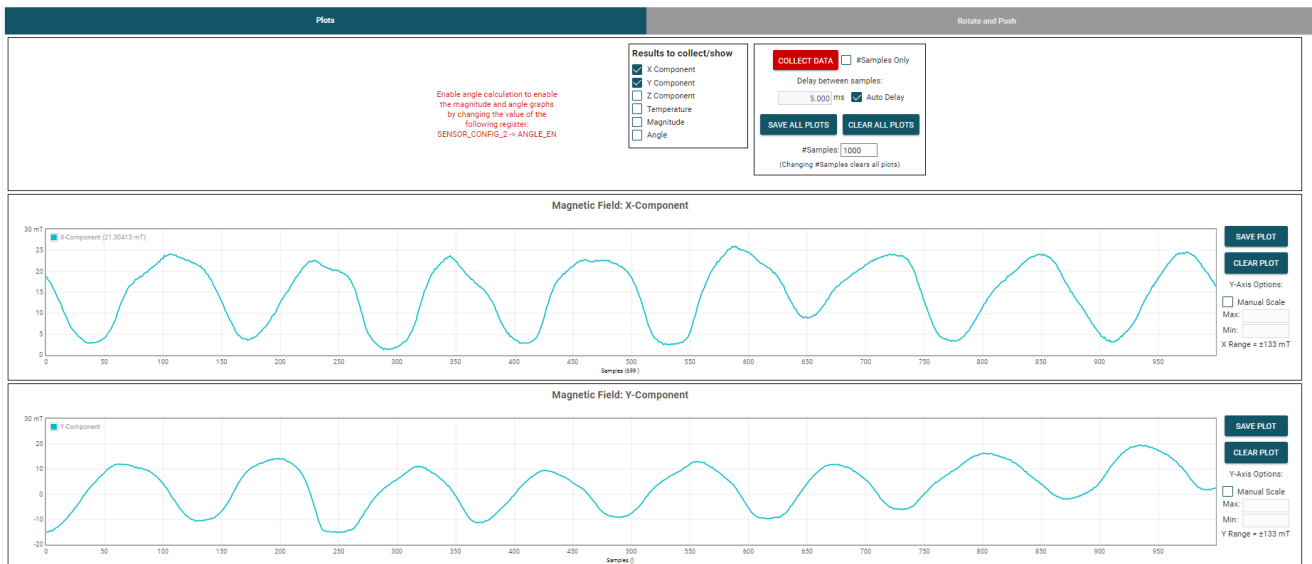 Plots
Rotate and Push
Enable angle calculation to enable
the magnitude and angle graphs
by changing the value of the
following register:
SENSOR_CONFIG_2 -> ANGLE_EN
Results to collect/show
X Component
Y Component
Z Component
Temperature
Magnitude
Angle
COLLECT DATA
#Samples Only
Delay between samples:
5.000 ms
Auto Delay
SAVE ALL PLOTS
CLEAR ALL PLOTS
#Samples: 1000
(Changing #Samples clears all plots)
Magnetic Field: X-Component
30 mT
25
20
15
10
5
0
X-Component (21.30415 mT)
0 50 100 150 200 250 300 350 400 450 500 550 600 650 700 750 800 850 900 950
Samples (699 )
SAVE PLOT
CLEAR PLOT
Y-Axis Options:
Manual Scale
Max:
Min:
X Range = ±133 mT
Magnetic Field: Y-Component
30 mT
20
10
0
-10
-20
Y-Component
0 50 100 150 200 250 300 350 400 450 500 550 600 650 700 750 800 850 900 950
Samples ()
SAVE PLOT
CLEAR PLOT
Y-Axis Options:
Manual Scale
Max:
Min:
Y Range = ±133 mT